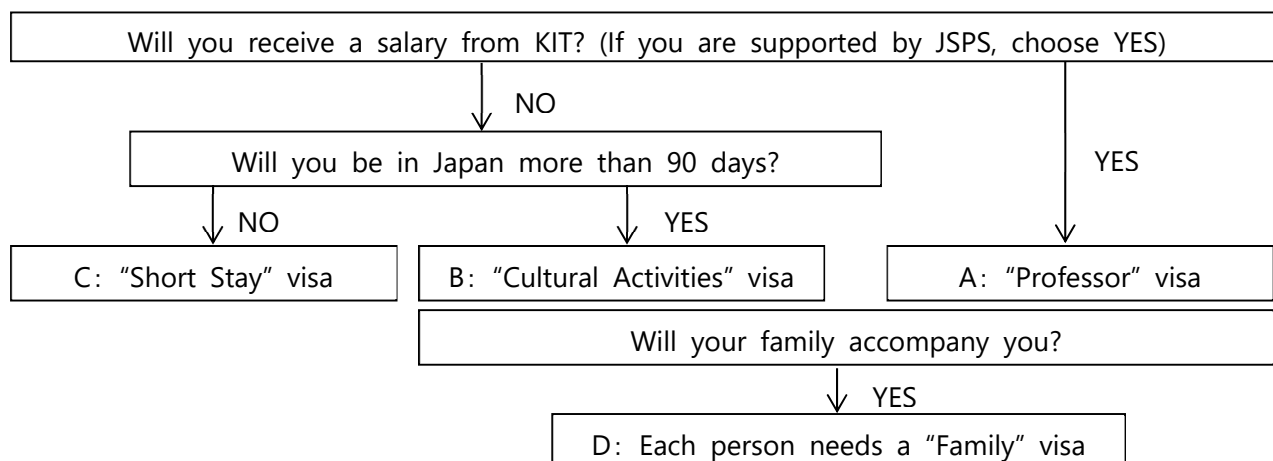 Will you receive a salary from KIT? (If you are supported by JSPS, choose YES)
NO
YES
Will you be in Japan more than 90 days?
NO
YES
C: “Short Stay” visa
B: “Cultural Activities” visa
A: “Professor” visa
Will your family accompany you?
YES
D: Each person needs a “Family” visa